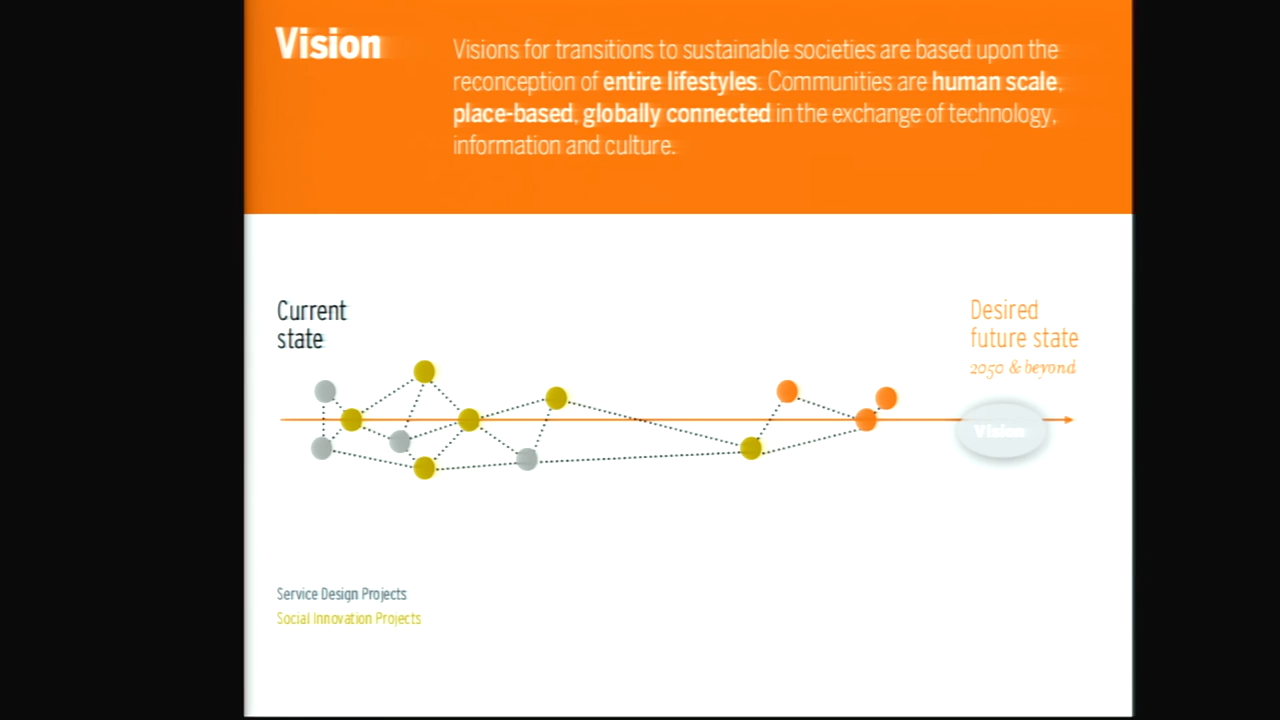 Vision
Visions for transitions to sustainable societies are based upon the
reconception of entire lifestyles. Communities are human scale,
place-based, globally connected in the exchange of technology,
information and culture.
Current
state
Desired
future state
2050 & beyond
Vision
Service Design Projects
Social Innovation Projects